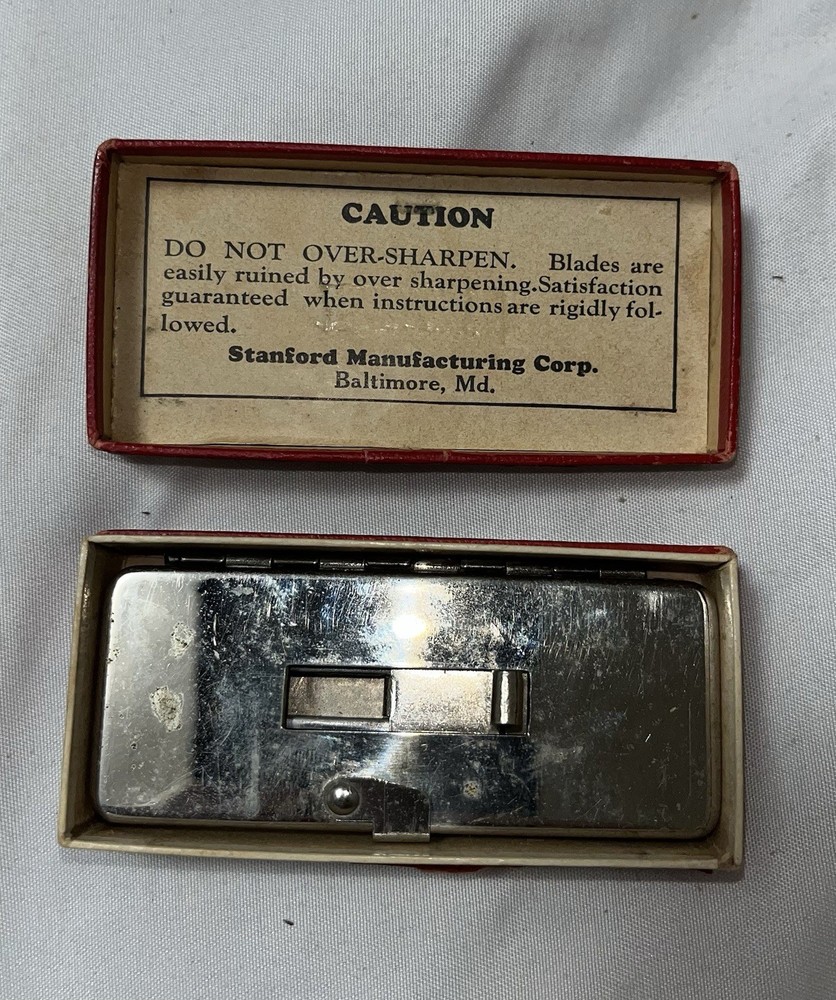 CAUTION
DO NOT OVER-SHARPEN. Blades are
easily ruined by over sharpening.Satisfaction
guaranteed when instructions are rigidly fol-
lowed.
Stanford Manufacturing Corp.
Baltimore, Md.